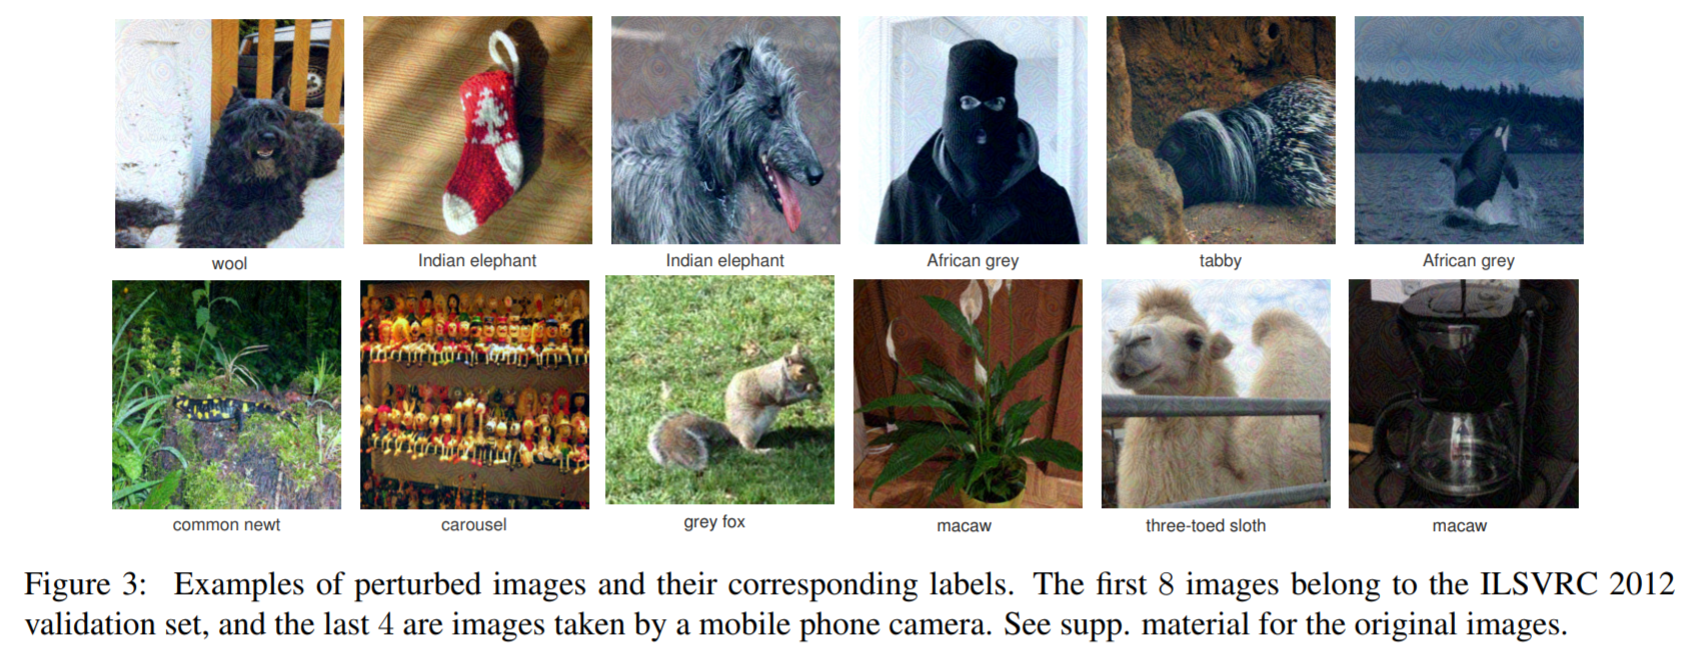 wool
Indian elephant
Indian elephant
African grey
tabby
African grey
common newt
carousel
grey fox
macaw
three-toed sloth
macaw
Figure 3: Examples of perturbed images and their corresponding labels. The first 8 images belong to the ILSVRC 2012
validation set, and the last 4 are images taken by a mobile phone camera. See supp. material for the original images.